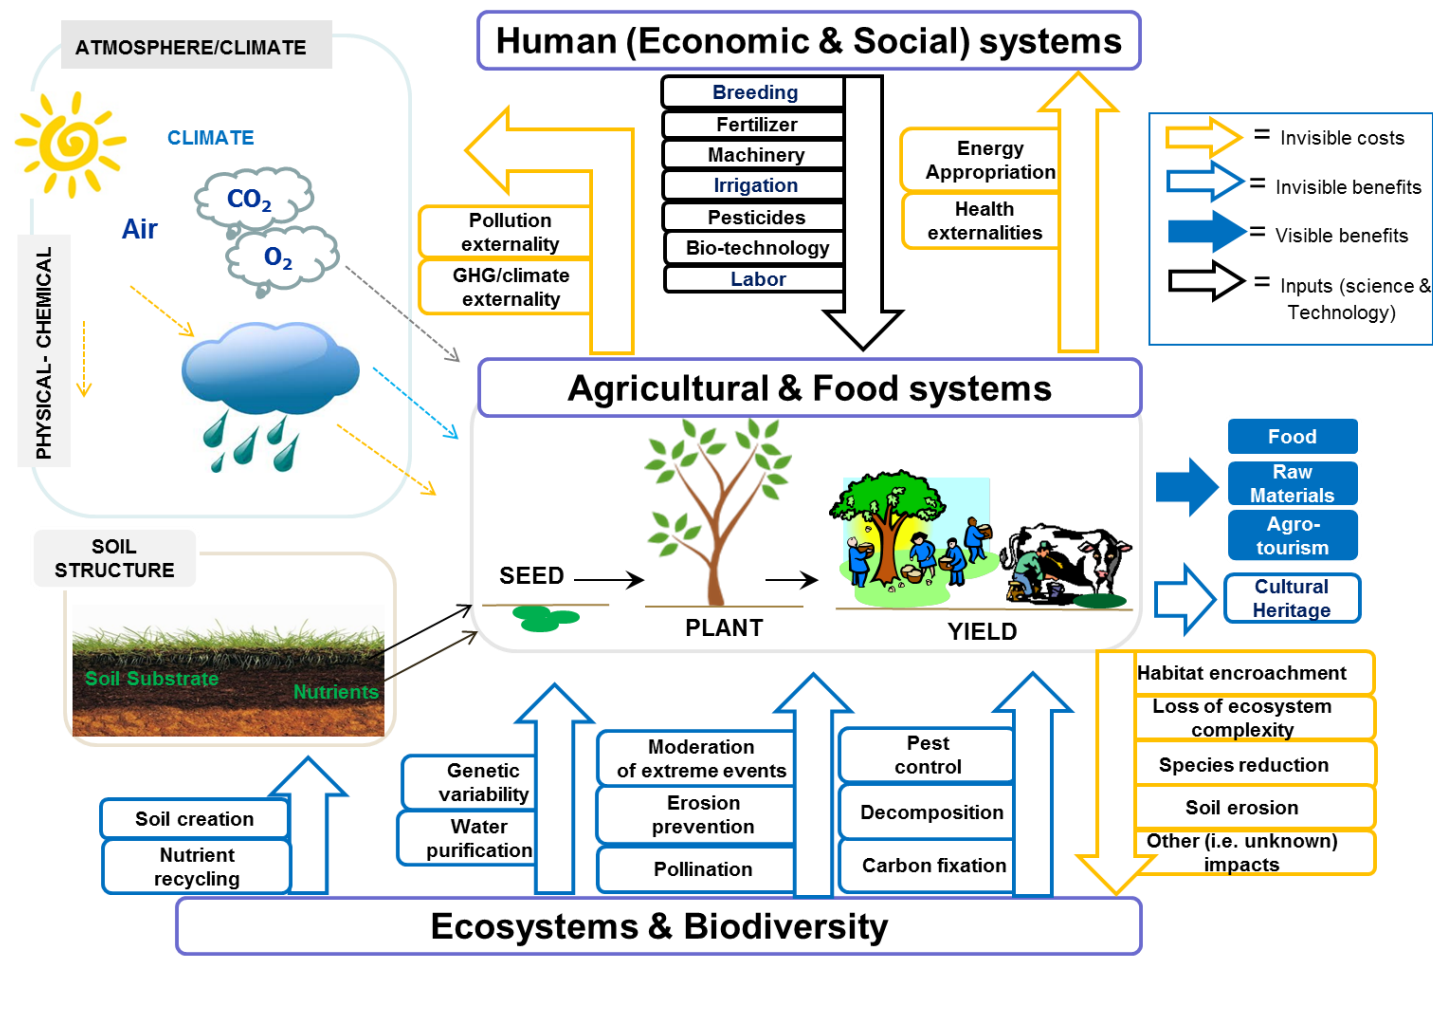 Human (Economic & Social) systems
ATMOSPHERE/CLIMATE
CLIMATE
CO2
Air
O2
PHYSICAL- CHEMICAL
Pollution
externality
GHG/climate
externality
Breeding
Fertilizer
Machinery
Irrigation
Pesticides
Bio-technology
Labor
Energy
Appropriation
Health
externalities
= Invisible costs
= Invisible benefits
= Visible benefits
= Inputs (science &
Technology)
Agricultural & Food systems
SEED
PLANT
YIELD
Food
Raw
Materials
Agro-
tourism
Cultural
Heritage
SOIL
STRUCTURE
Soil Substrate
Nutrients
Soil creation
Nutrient
recycling
Genetic
variability
Water
purification
Moderation
of extreme events
Erosion
prevention
Pollination
Pest
control
Decomposition
Carbon fixation
Habitat encroachment
Loss of ecosystem
complexity
Species reduction
Soil erosion
Other (i.e. unknown)
impacts
Ecosystems & Biodiversity